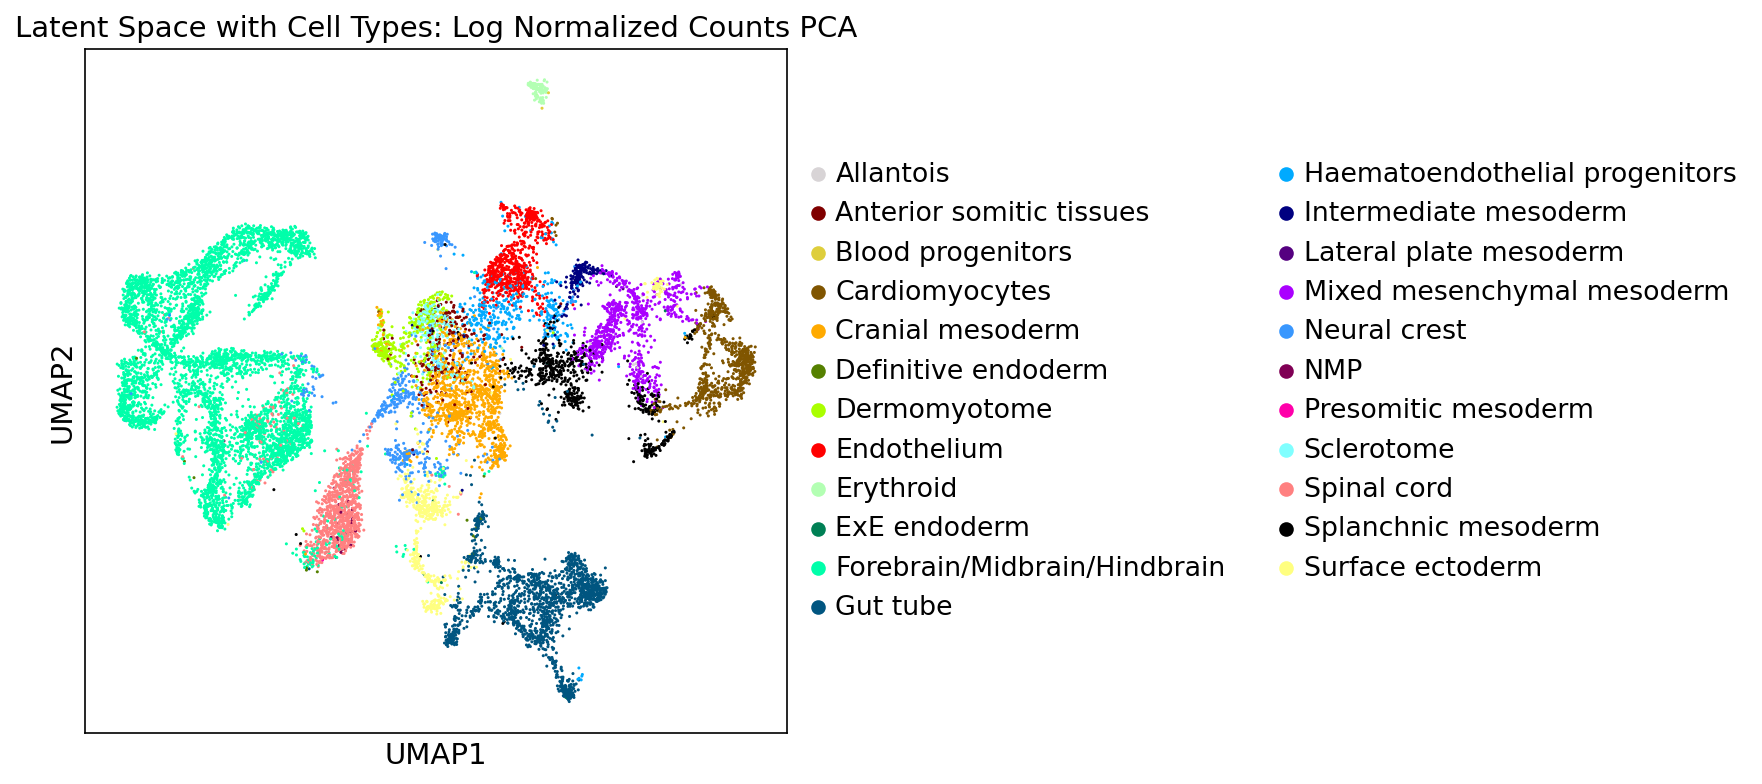 Latent Space with Cell Types: Log Normalized Counts PCA
UMAP2
UMAP1
Allantois
Anterior somitic tissues
Blood progenitors
Cardiomyocytes
Cranial mesoderm
Definitive endoderm
Dermomyotome
Endothelium
Erythroid
ExE endoderm
Forebrain/Midbrain/Hindbrain
Gut tube
Haematoendothelial progenitors
Intermediate mesoderm
Lateral plate mesoderm
Mixed mesenchymal mesoderm
Neural crest
NMP
Presomitic mesoderm
Sclerotome
Spinal cord
Splanchnic mesoderm
Surface ectoderm